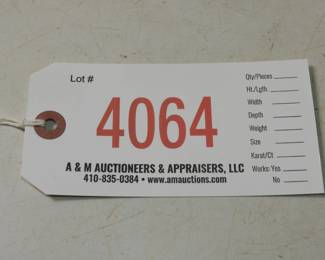 Lot #
4064
A & M AUCTIONEERS & APPRAISERS, LLC
410-835-0384 • www.amauctions.com
Qty/Pieces
Ht./Lgth.
Width
Depth
Weight
Size
Karat/Ct
Works: Yes
No